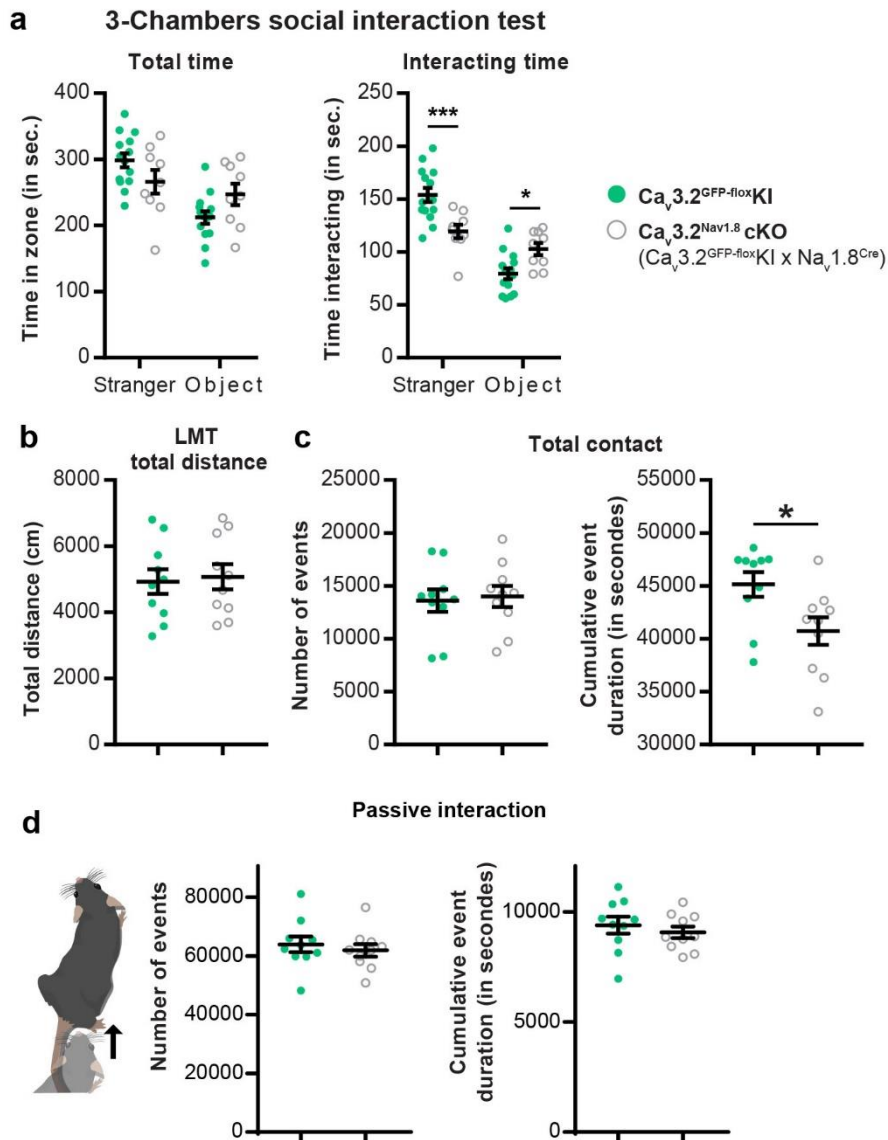 a
3-Chambers social interaction test
Total time
Time in zone (in sec.)
400
300
200
100
0
Stranger Object
Interacting time
Time interacting (in sec.)
250
200
150
100
50
0
***
*
Stranger Object
Cav3.2GFP-floxKI
Cav3.2Nav1.8 cKO
(Cav3.2GFP-floxKI x Nav1.8Cre)
b
LMT
total distance
Total distance (cm)
8000
6000
4000
2000
0
c
Total contact
Number of events
25000
20000
15000
10000
5000
0
Cumulative event
duration (in secondes)
55000
50000
45000
40000
35000
30000
*
d
Passive interaction
Number of events
80000
60000
40000
20000
0
Cumulative event
duration (in secondes)
10000
5000
0